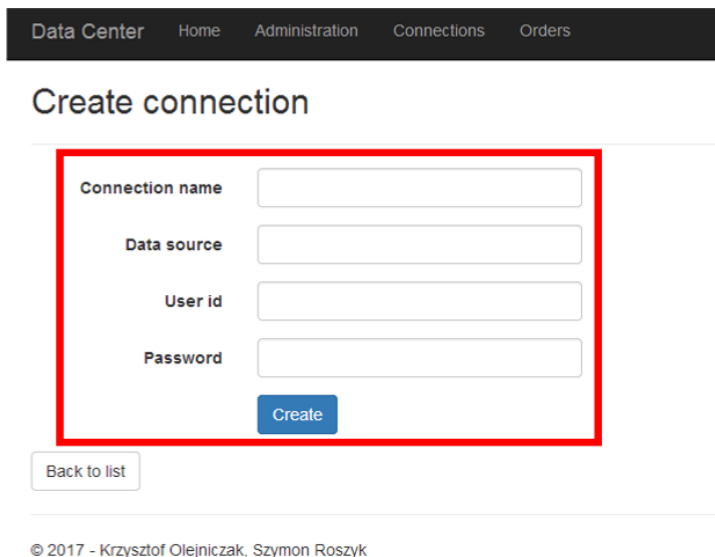 Data Center Home Administration Connections Orders
Create connection
Connection name
Data source
User id
Password
Create
Back to list
© 2017 - Krzysztof Olejniczak, Szymon Roszyk